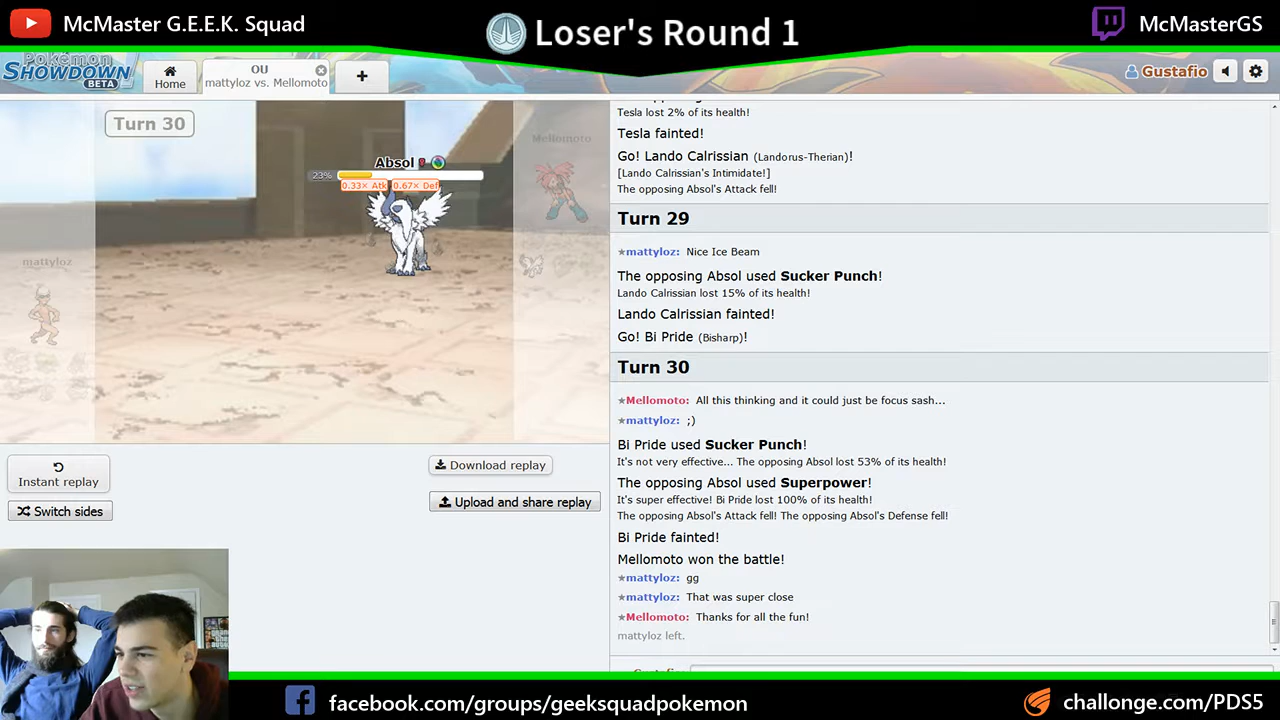 McMaster G.E.E.K. Squad
Loser's Round 1
McMasterGS
Pokémon
SHOWDOWN
BETA
Home
OU
mattyloz vs. Mellomoto
Gustafio
Turn 30
Mellomoto
Absol
23%
0.33× Atk 0.67× Def
mattyloz
Instant replay
Switch sides
Download replay
Upload and share replay
Tesla lost 2% of its health!
Tesla fainted!
Go! Lando Calrissian (Landorus-Therian)!
[Lando Calrissian's Intimidate!]
The opposing Absol's Attack fell!
Turn 29
★mattyloz: Nice Ice Beam
The opposing Absol used Sucker Punch!
Lando Calrissian lost 15% of its health!
Lando Calrissian fainted!
Go! Bi Pride (Bisharp)!
Turn 30
★Mellomoto: All this thinking and it could just be focus sash...
★mattyloz: ;)
Bi Pride used Sucker Punch!
It's not very effective... The opposing Absol lost 53% of its health!
The opposing Absol used Superpower!
It's super effective! Bi Pride lost 100% of its health!
The opposing Absol's Attack fell! The opposing Absol's Defense fell!
Bi Pride fainted!
Mellomoto won the battle!
★mattyloz: gg
★mattyloz: That was super close
★Mellomoto: Thanks for all the fun!
mattyloz left.
facebook.com/groups/geeksquadpokemon
challonge.com/PDS5